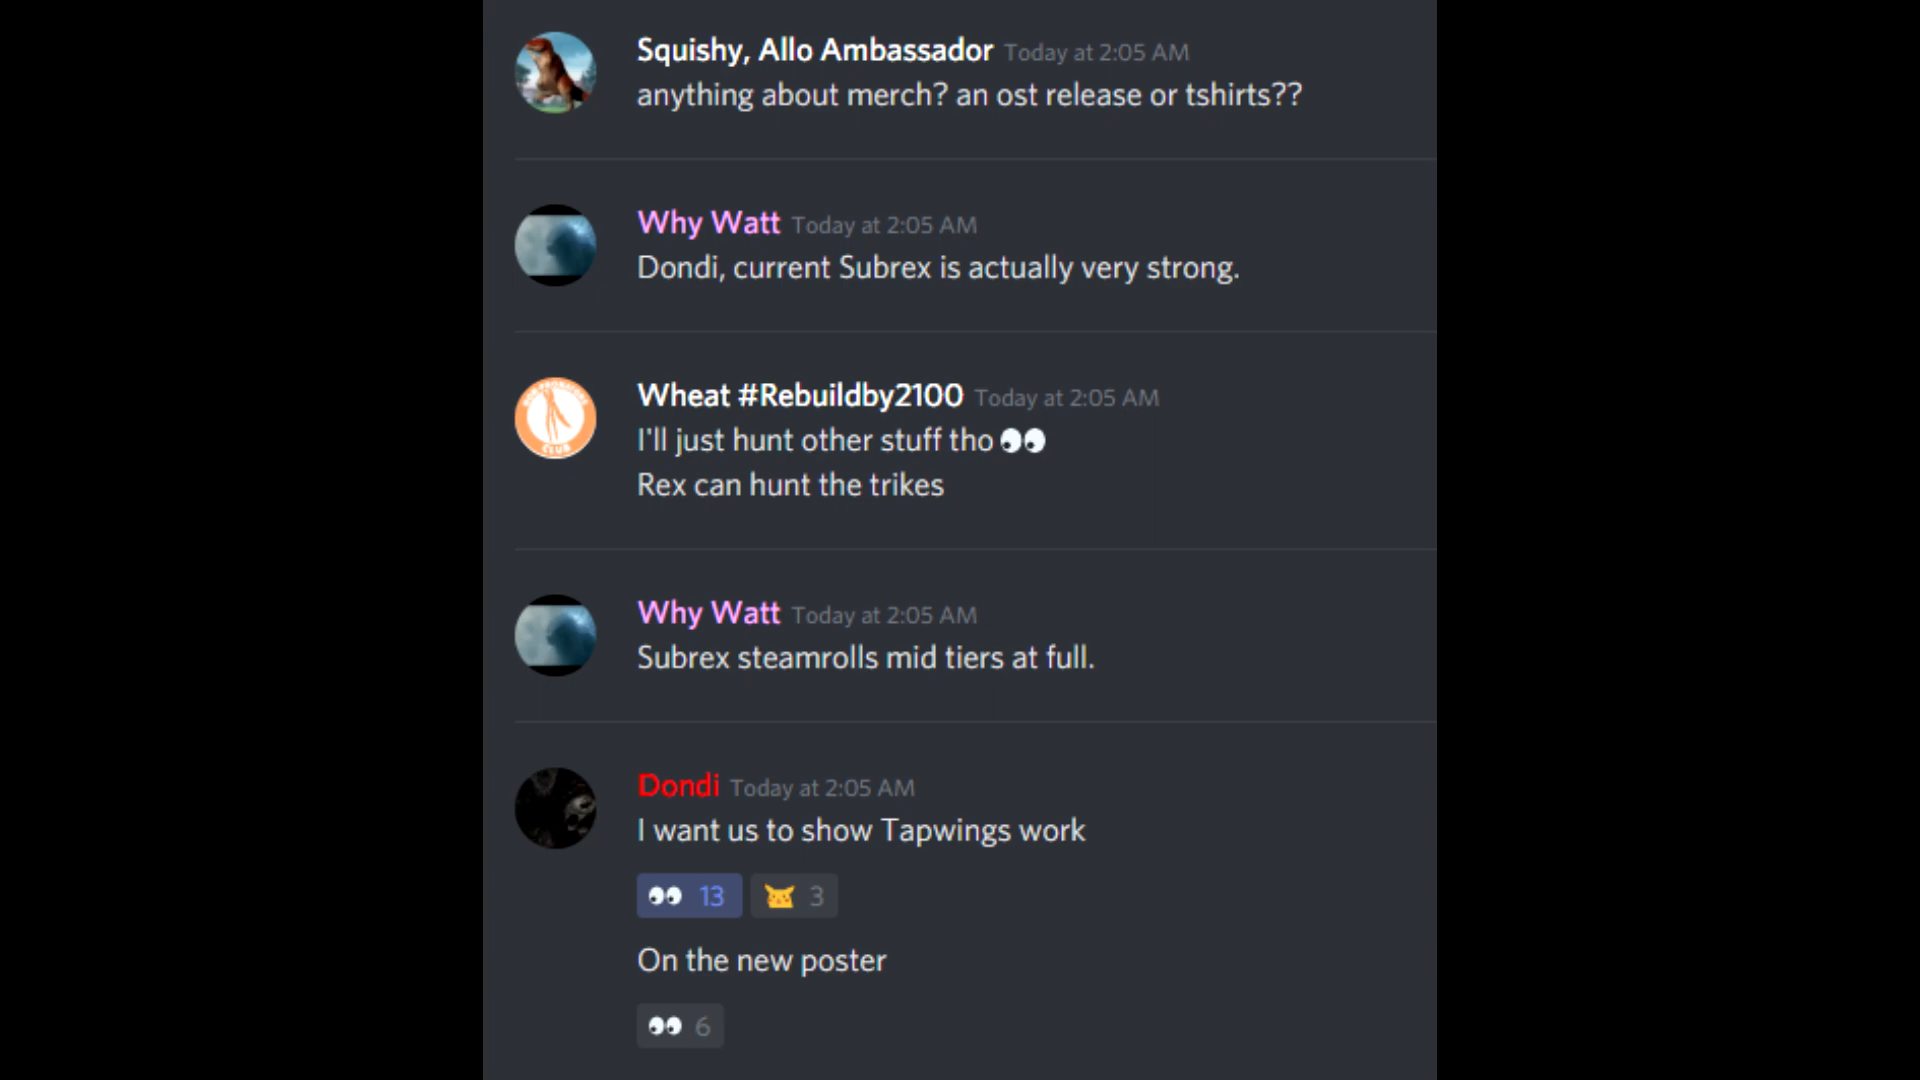 Squishy, Allo Ambassador Today at 2:05 AM
anything about merch? an ost release or tshirts??
Why Watt Today at 2:05 AM
Dondi, current Subrex is actually very strong.
Wheat #Rebuildby2100 Today at 2:05 AM
I'll just hunt other stuff tho 👀
Rex can hunt the trikes
Why Watt Today at 2:05 AM
Subrex steamrolls mid tiers at full.
Dondi Today at 2:05 AM
I want us to show Tapwings work
13 3
On the new poster
6